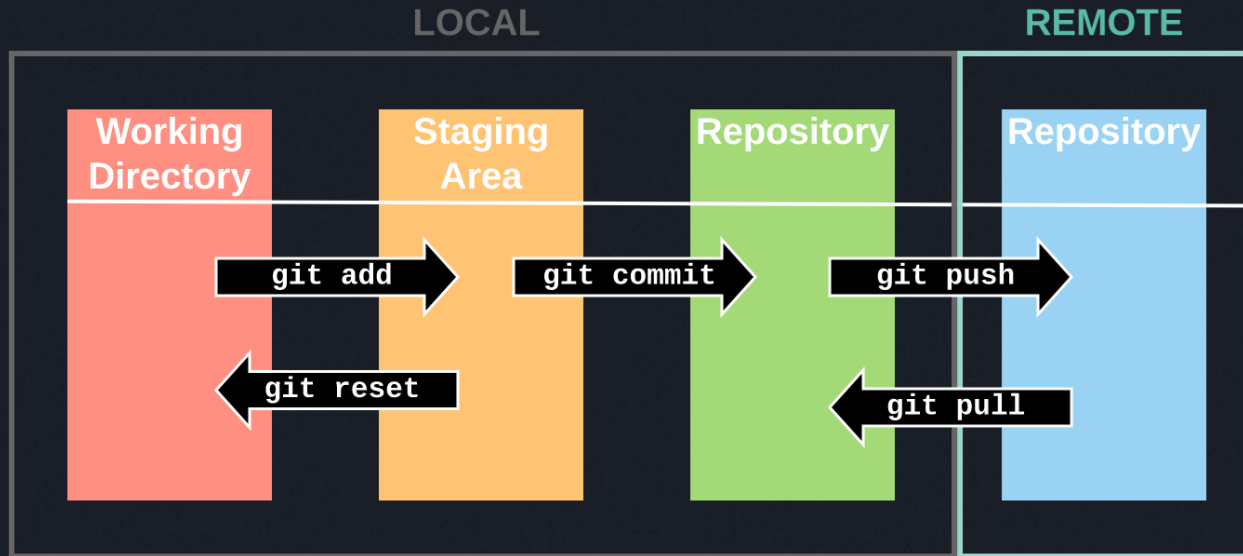 LOCAL
REMOTE
Working
Directory
Staging
Area
Repository
Repository
git add
git commit
git push
git reset
git pull